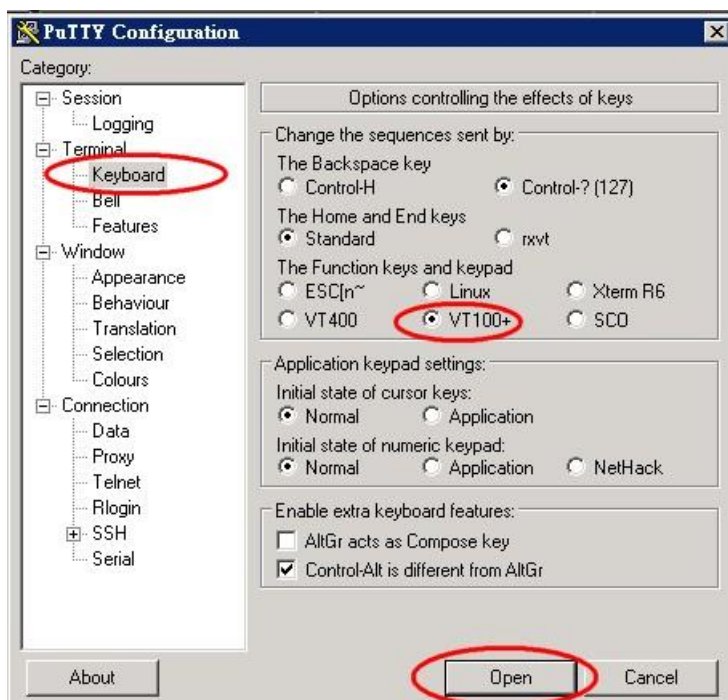 PuTTY Configuration
Category:
Session
Logging
Terminal
Keyboard
Bell
Features
Window
Appearance
Behaviour
Translation
Selection
Colours
Connection
Data
Proxy
Telnet
Rlogin
SSH
Serial
Options controlling the effects of keys
Change the sequences sent by:
The Backspace key
Control-H Control-? (127)
The Home and End keys
Standard rxvt
The Function keys and keypad
ESC[n~ Linux Xterm R6
VT400 VT100+ SCO
Application keypad settings:
Initial state of cursor keys:
Normal Application
Initial state of numeric keypad:
Normal Application NetHack
Enable extra keyboard features:
AltGr acts as Compose key
Control-Alt is different from AltGr
About Open Cancel